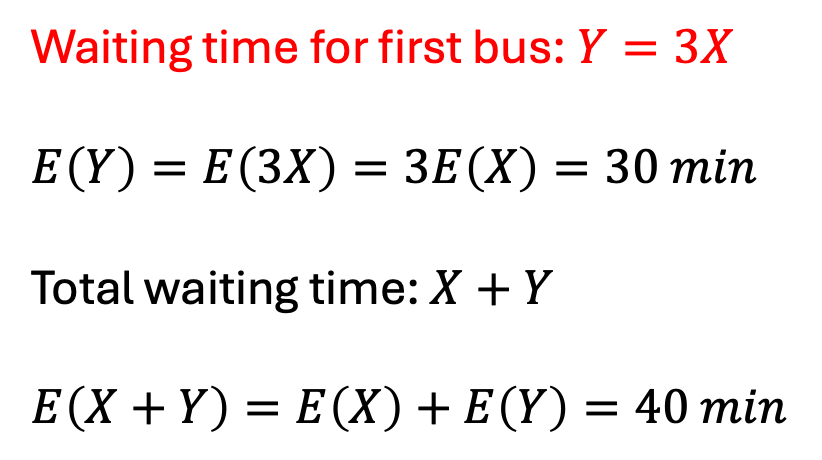 Waiting time for first bus: Y = 3X
E(Y) = E(3X) = 3E(X) = 30 min
Total waiting time: X + Y
E(X + Y) = E(X) + E(Y) = 40 min